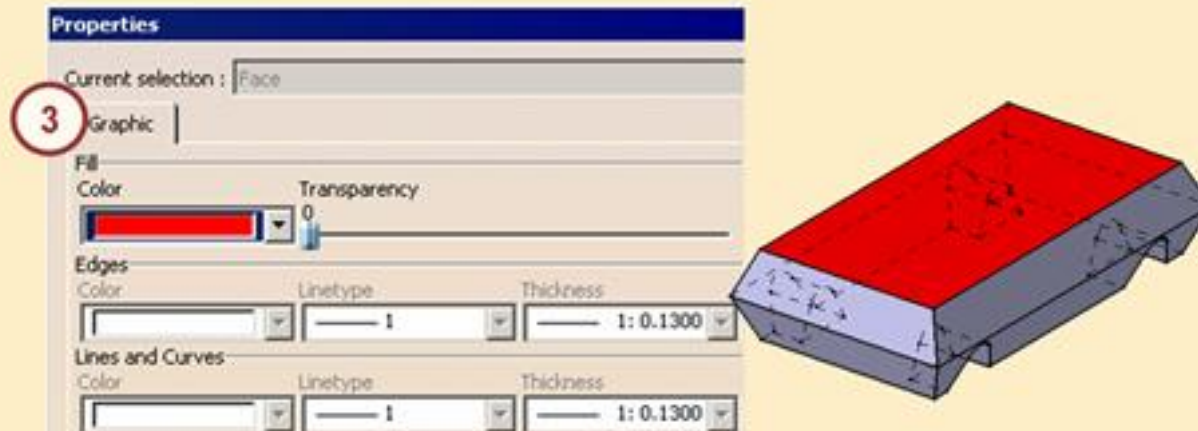 Properties
Current selection : Face
3
Graphic
Fill
Color Transparency
0
Edges
Color Linetype Thickness
1 1: 0.1300
Lines and Curves
Color Linetype Thickness
1 1: 0.1300